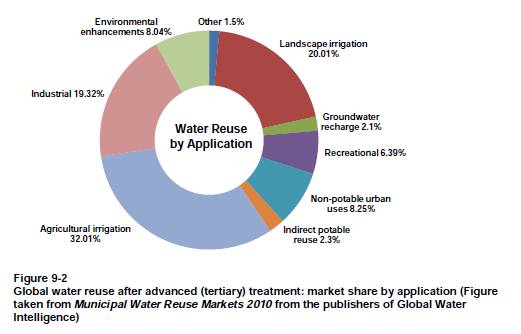 Environmental
enhancements 8.04%
Other 1.5%
Landscape irrigation
20.01%
Groundwater
recharge 2.1%
Recreational 6.39%
Non-potable urban
uses 8.25%
Indirect potable
reuse 2.3%
Agricultural irrigation
32.01%
Industrial 19.32%
Water Reuse
by Application
Figure 9-2
Global water reuse after advanced (tertiary) treatment: market share by application (Figure
taken from Municipal Water Reuse Markets 2010 from the publishers of Global Water
Intelligence)